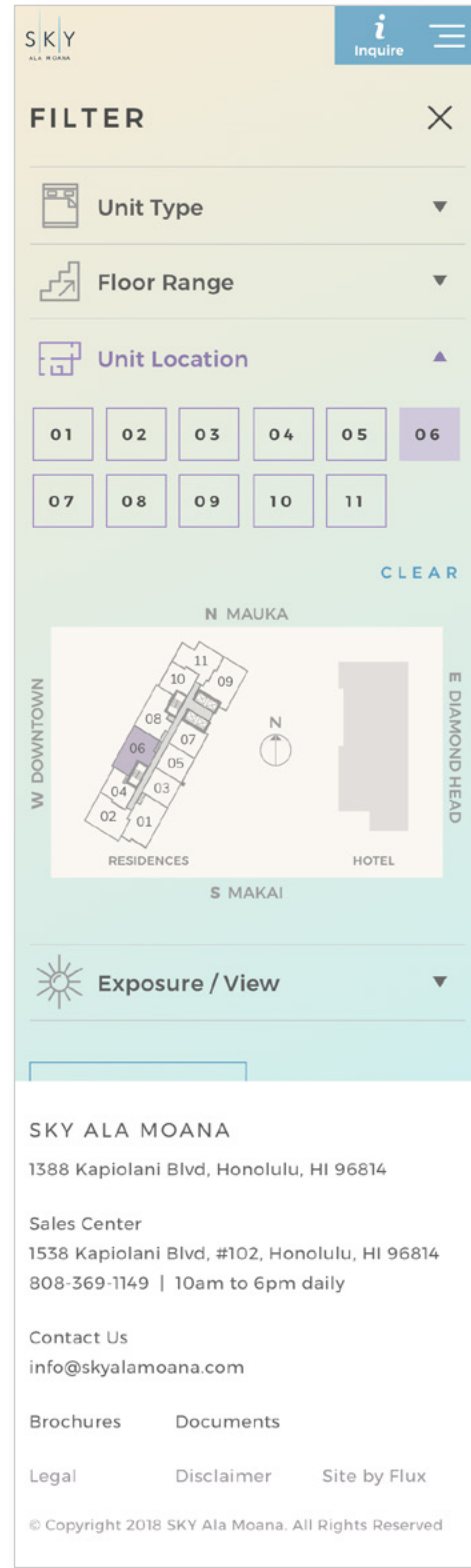 SKY
ALA MOANA
i
Inquire
FILTER
Unit Type
Floor Range
Unit Location
01 02 03 04 05 06
07 08 09 10 11
CLEAR
N MAUKA
W DOWNTOWN
E DIAMOND HEAD
11
10 09
08
07
06
05
04 03
02 01
N
RESIDENCES HOTEL
S MAKAI
Exposure / View
SKY ALA MOANA
1388 Kapiolani Blvd, Honolulu, HI 96814
Sales Center
1538 Kapiolani Blvd, #102, Honolulu, HI 96814
808-369-1149 | 10am to 6pm daily
Contact Us
info@skyalamoana.com
Brochures Documents
Legal Disclaimer Site by Flux
© Copyright 2018 SKY Ala Moana. All Rights Reserved